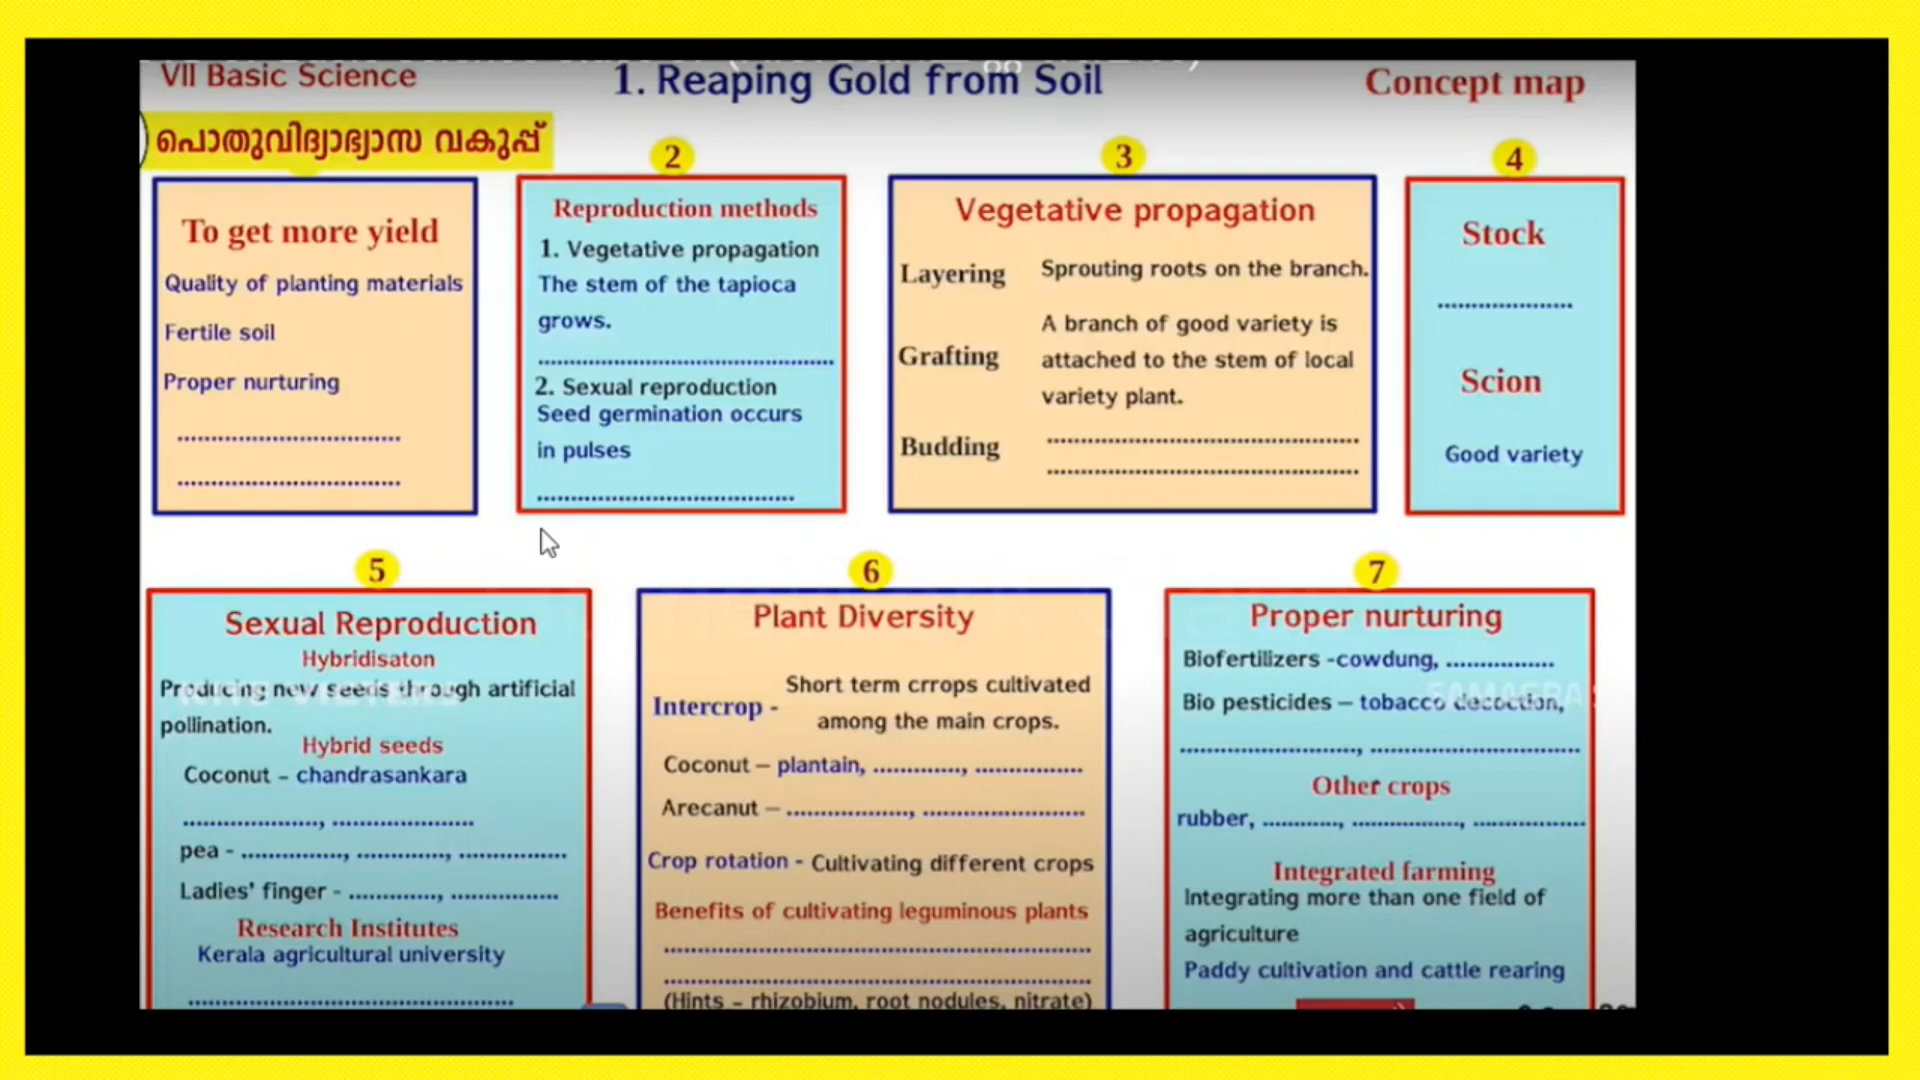 VII Basic Science
1. Reaping Gold from Soil
Concept map
പൊതുവിദ്യാഭ്യാസ വകുപ്പ്
To get more yield
Quality of planting materials
Fertile soil
Proper nurturing
........................................
........................................
2
Reproduction methods
1. Vegetative propagation
The stem of the tapioca
grows.
.....................................................
2. Sexual reproduction
Seed germination occurs
in pulses
..............................................
3
Vegetative propagation
Layering Sprouting roots on the branch.
Grafting A branch of good variety is
attached to the stem of local
variety plant.
Budding ........................................................
........................................................
4
Stock
........................
Scion
Good variety
5
Sexual Reproduction
Hybridisaton
Producing new seeds through artificial
pollination.
Hybrid seeds
Coconut – chandrasankara
........................, .........................
pea - .................., ................, ...................
Ladies' finger - ..............., ...................
Research Institutes
Kerala agricultural university
..........................................................
6
Plant Diversity
Intercrop - Short term crrops cultivated
among the main crops.
Coconut – plantain, ..............., ...................
Arecanut – ......................, .............................
Crop rotation - Cultivating different crops
Benefits of cultivating leguminous plants
............................................................................
............................................................................
(Hints – rhizobium, root nodules, nitrate)
7
Proper nurturing
Biofertilizers -cowdung, ...................
Bio pesticides – tobacco decoction,
................................, .....................................
Other crops
rubber, ............., ..................., ....................
Integrated farming
Integrating more than one field of
agriculture
Paddy cultivation and cattle rearing